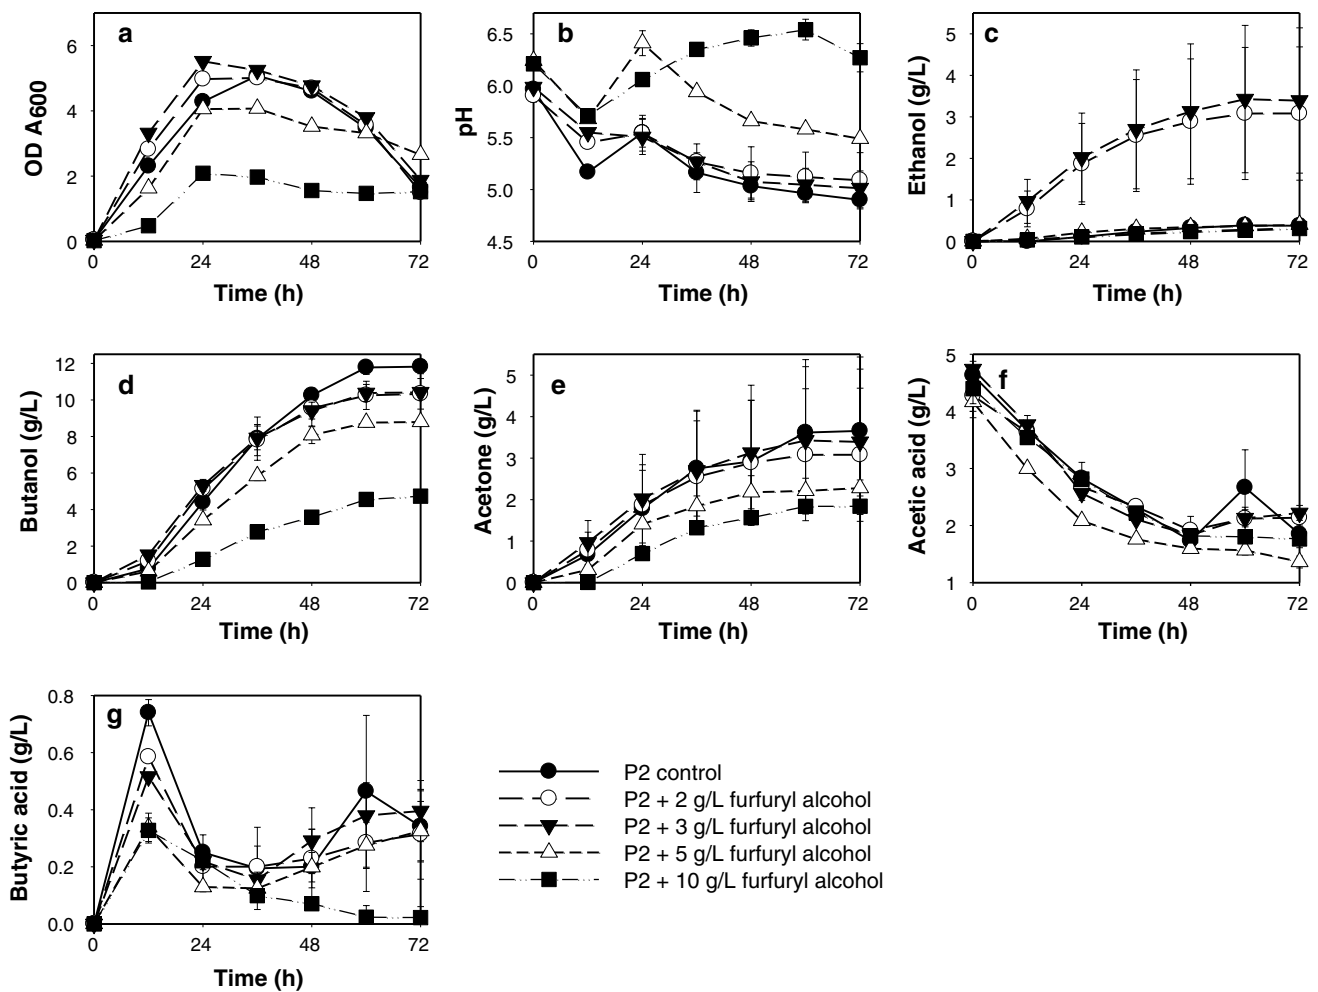 a
6
4
2
0
OD A600
0 24 48 72
Time (h)
b
6.5
6.0
5.5
5.0
4.5
pH
0 24 48 72
Time (h)
c
5
4
3
2
1
0
Ethanol (g/L)
0 24 48 72
Time (h)
d
12
10
8
6
4
2
0
Butanol (g/L)
0 24 48 72
Time (h)
e
5
4
3
2
1
0
Acetone (g/L)
0 24 48 72
Time (h)
f
5
4
3
2
1
Acetic acid (g/L)
0 24 48 72
Time (h)
g
0.8
0.6
0.4
0.2
0.0
Butyric acid (g/L)
0 24 48 72
Time (h)
P2 control
P2 + 2 g/L furfuryl alcohol
P2 + 3 g/L furfuryl alcohol
P2 + 5 g/L furfuryl alcohol
P2 + 10 g/L furfuryl alcohol